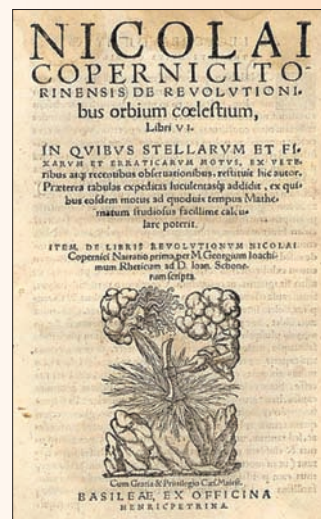 NICOLAI
COPERNICI TO-
RINENSIS DE REVOLVTIONI-
bus orbium cœlestium,
Libri VI.
IN QVIBVS STELLARVM ET FI-
XARVM ET ERRATICARVM MOTVS, EX VETE-
ribus atq; recentibus obseruationibus, restituit hic autor.
Præterea tabulas expeditas luculentasq; addidit, ex qui-
bus eosdem motus ad quoduis tempus Mathe-
matum studiosus facillime calcu-
lare poterit.
ITEM, DE LIBRIS REVOLVTIONVM NICOLAI
Copernici Narratio prima, per M. Georgium Ioachi-
mum Rheticum ad D. Ioan. Schone-
rum scripta.
Cum Gratia & Priuilegio Cæs. Maiest.
BASILEAE, EX OFFICINA
HENRICPETRINA.